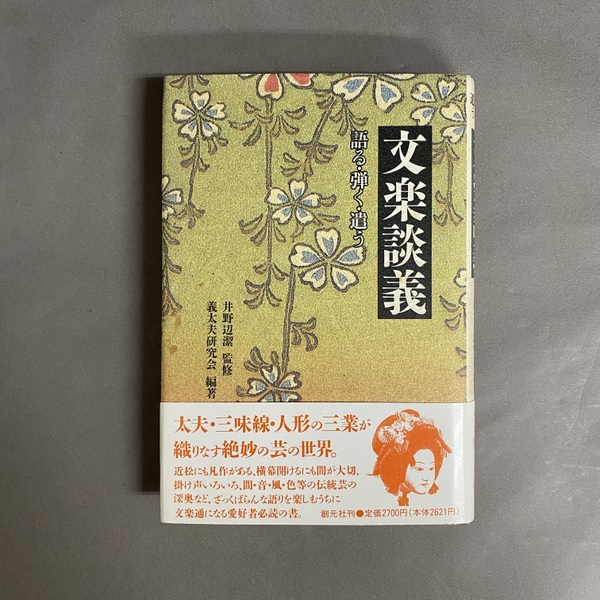 文楽談義
語る・弾く・遣う
井野辺潔 監修
義太夫研究会 編著
太夫・三味線・人形の三業が
織りなす絶妙の芸の世界。
近松にも凡作がある、横幕開けるにも間が大切、
掛け声いろいろ、間・音・風・色等の伝統芸の
深奥など、ざっくばらんな語りを楽しむうちに
文楽通になる愛好者必読の書。
創元社刊●定価2700円(本体2621円)